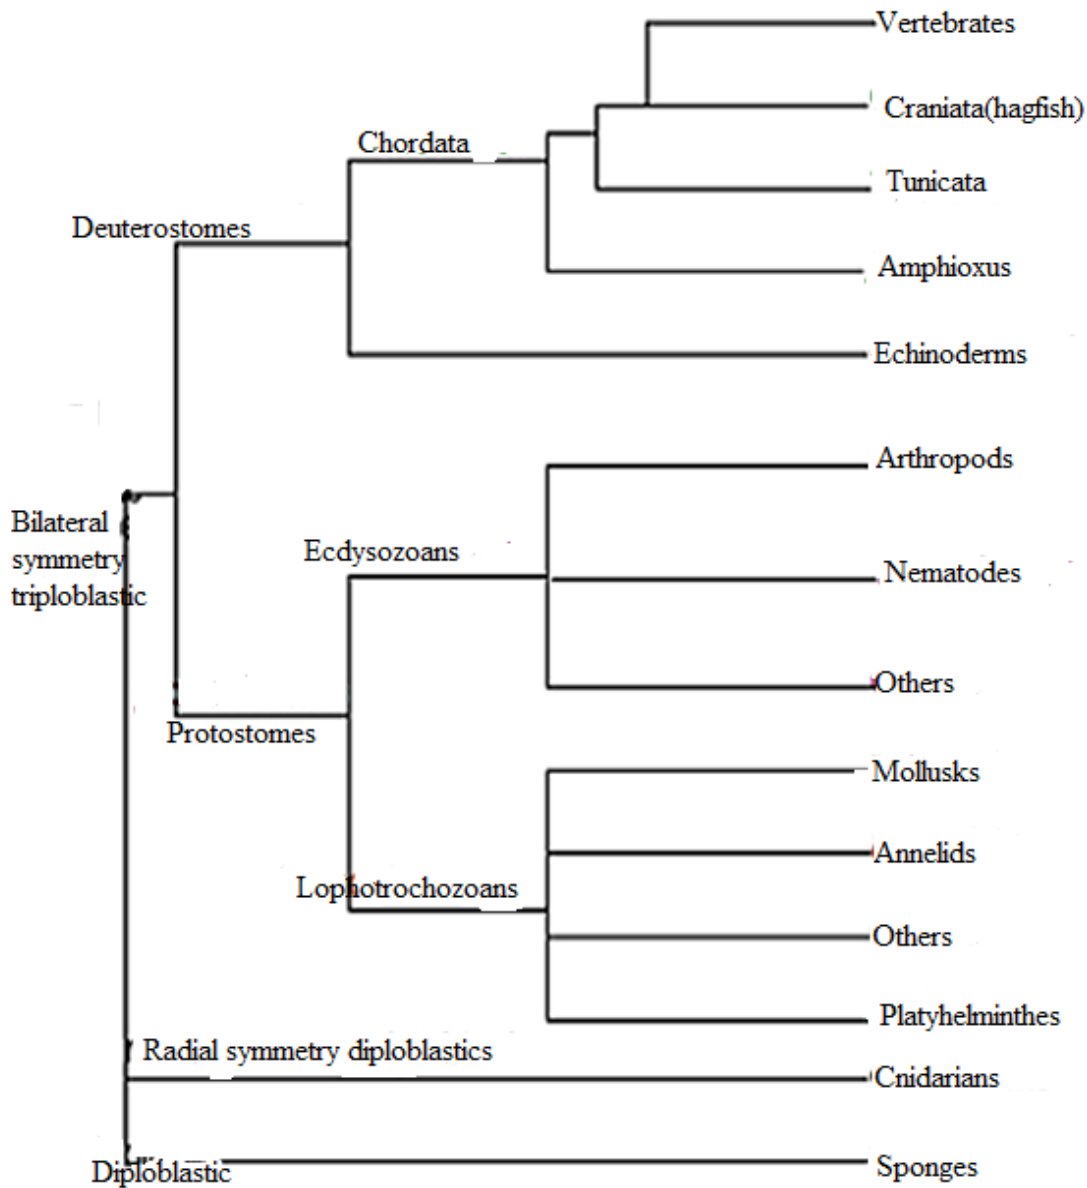 Vertebrates
Craniata(hagfish)
Chordata
Tunicata
Deuterostomes
Amphioxus
Echinoderms
Arthropods
Bilateral
symmetry
triploblastic
Ecdysozoans
Nematodes
Others
Protostomes
Mollusks
Annelids
Lophotrochozoans
Others
Platyhelminthes
Radial symmetry diploblastics
Cnidarians
Diploblastic
Sponges